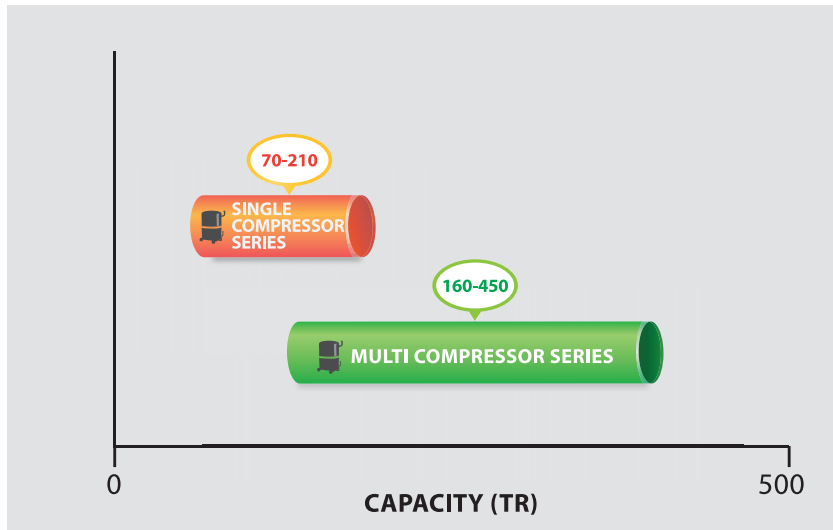 70-210
SINGLE
COMPRESSOR
SERIES
160-450
MULTI COMPRESSOR SERIES
0
500
CAPACITY (TR)